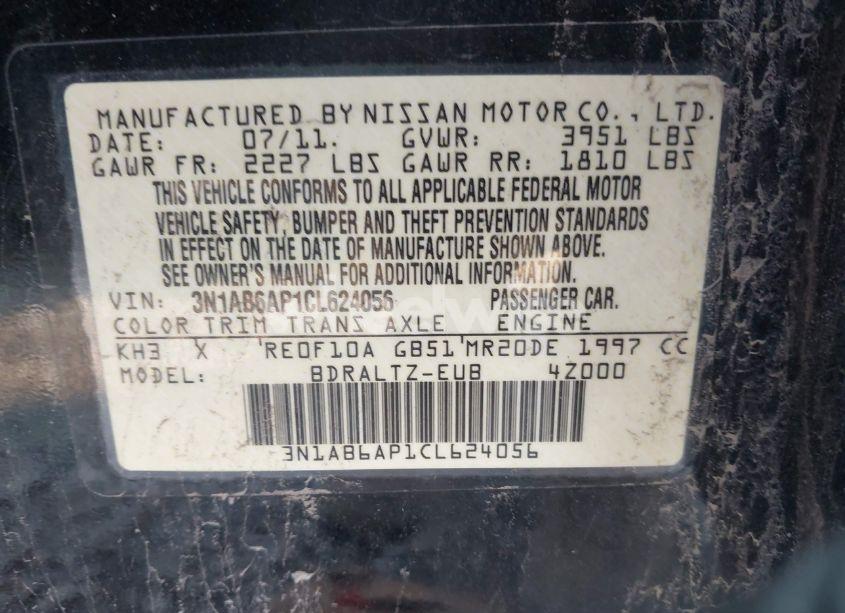 MANUFACTURED BY NISSAN MOTOR CO., LTD.
DATE: 07/11. GVWR: 3951 LBS
GAWR FR: 2227 LBS GAWR RR: 1810 LBS
THIS VEHICLE CONFORMS TO ALL APPLICABLE FEDERAL MOTOR
VEHICLE SAFETY, BUMPER AND THEFT PREVENTION STANDARDS
IN EFFECT ON THE DATE OF MANUFACTURE SHOWN ABOVE.
SEE OWNER'S MANUAL FOR ADDITIONAL INFORMATION.
VIN: 3N1AB6AP1CL624056 PASSENGER CAR.
COLOR TRIM TRANS AXLE ENGINE
KH3 X RE0F10A GB51 MR20DE 1997 CC
MODEL: BDRALTZ-EUB 4Z000
3N1AB6AP1CL624056